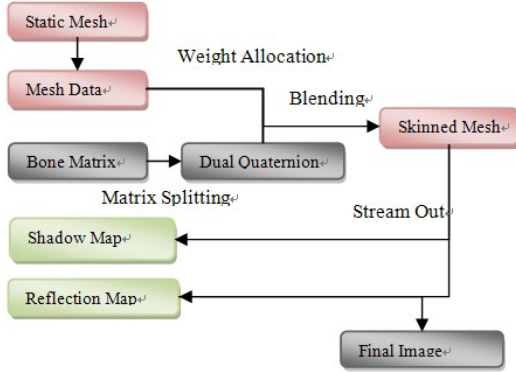 Static Mesh
Weight Allocation
Mesh Data
Blending
Skinned Mesh
Bone Matrix
Dual Quaternion
Matrix Splitting
Stream Out
Shadow Map
Reflection Map
Final Image